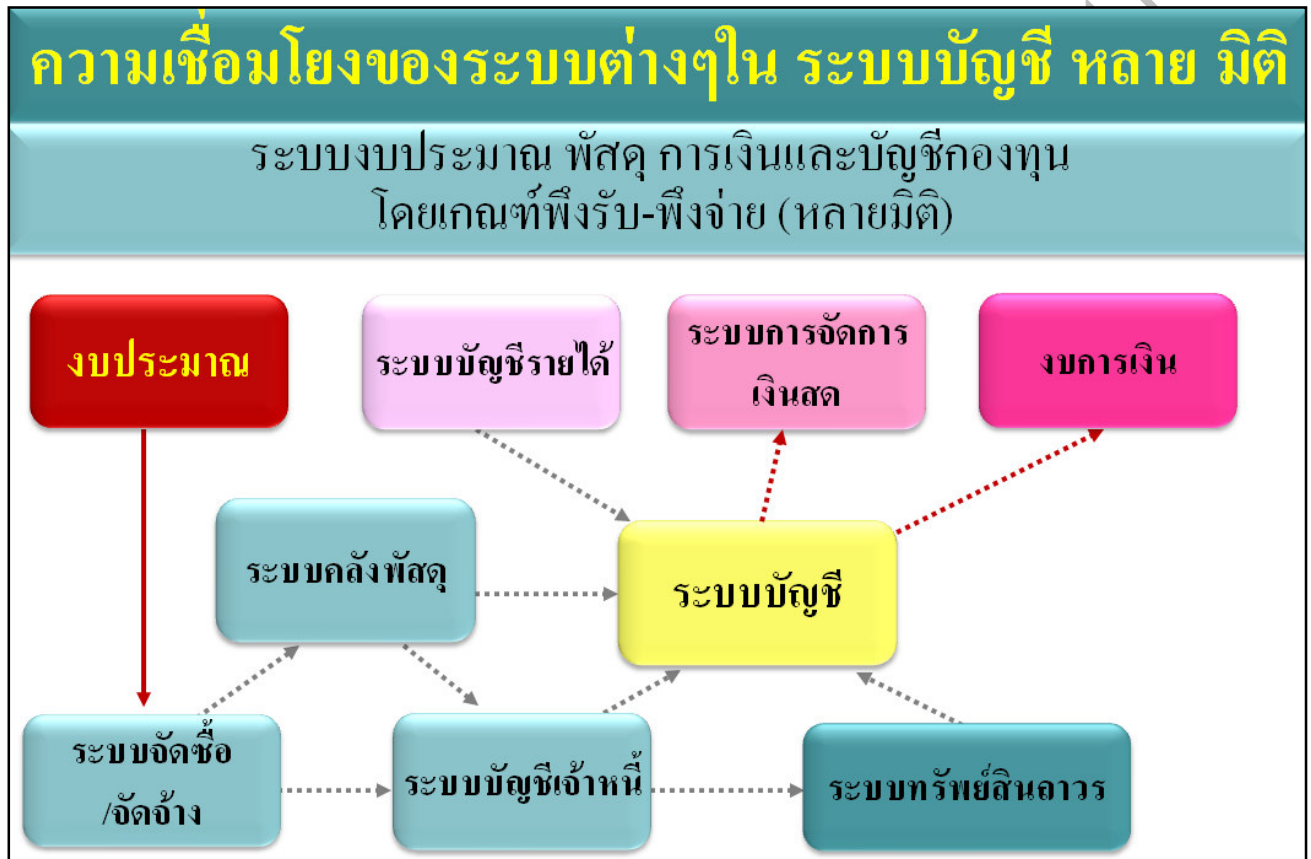 ความเชื่อมโยงของระบบต่างๆใน ระบบบัญชี หลาย มิติ
ระบบงบประมาณ พัสดุ การเงินและบัญชีกองทุน
โดยเกณฑ์พึงรับ-พึงจ่าย (หลายมิติ)
งบประมาณ
ระบบบัญชีรายได้
ระบบการจัดการ
เงินสด
งบการเงิน
ระบบคลังพัสดุ
ระบบบัญชี
ระบบจัดซื้อ
/จัดจ้าง
ระบบบัญชีเจ้าหนี้
ระบบทรัพย์สินถาวร